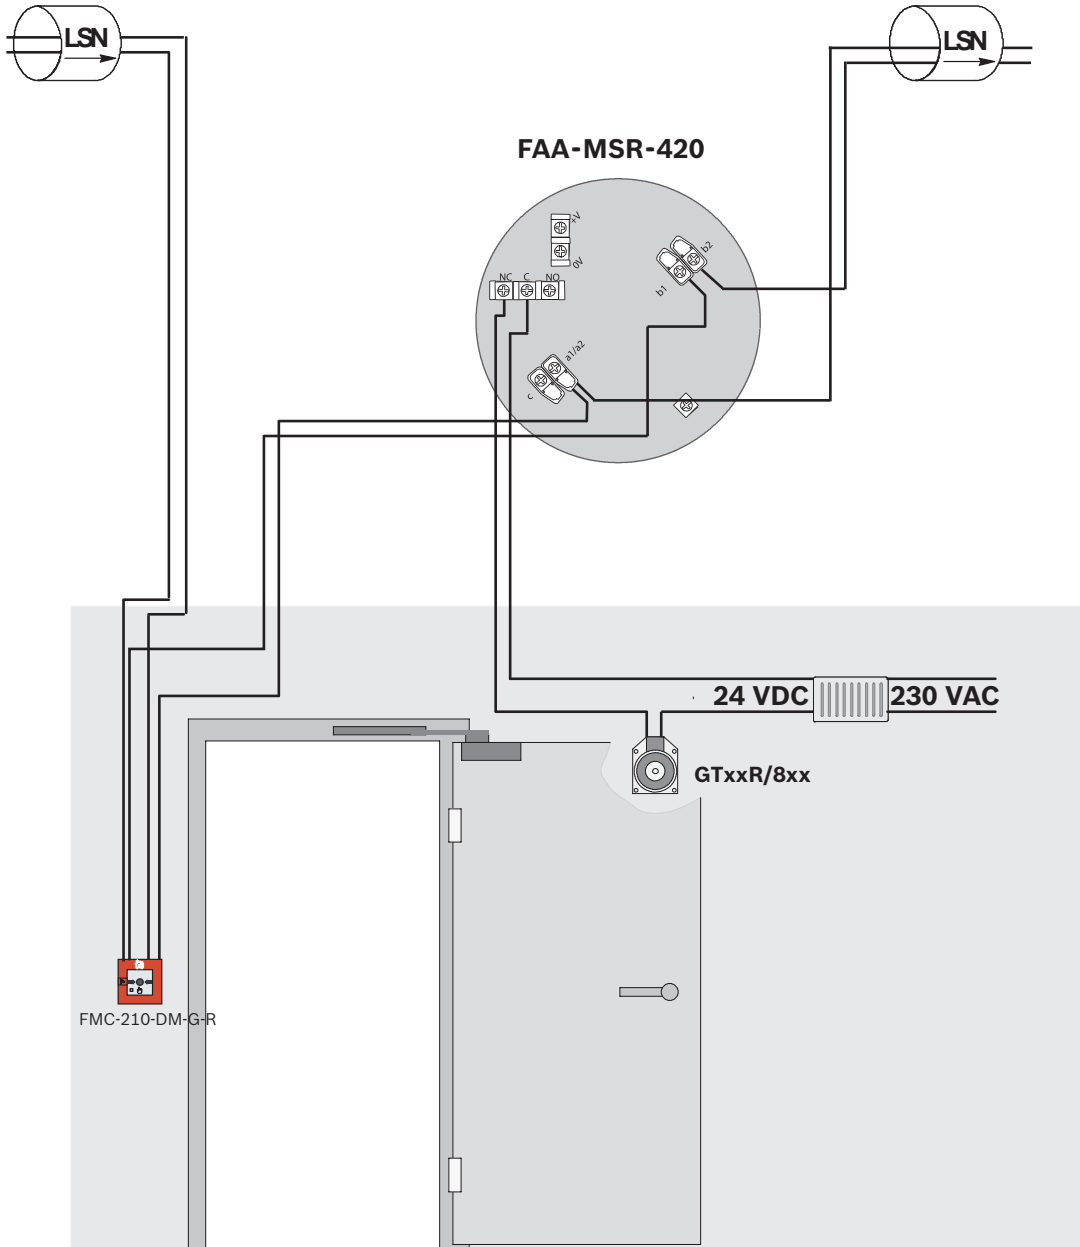 LSN
LSN
FAA-MSR-420
+V
0V
b2
b1
NC C NO
a1/a2
c
24 VDC
230 VAC
GTxxR/8xx
FMC-210-DM-G-R